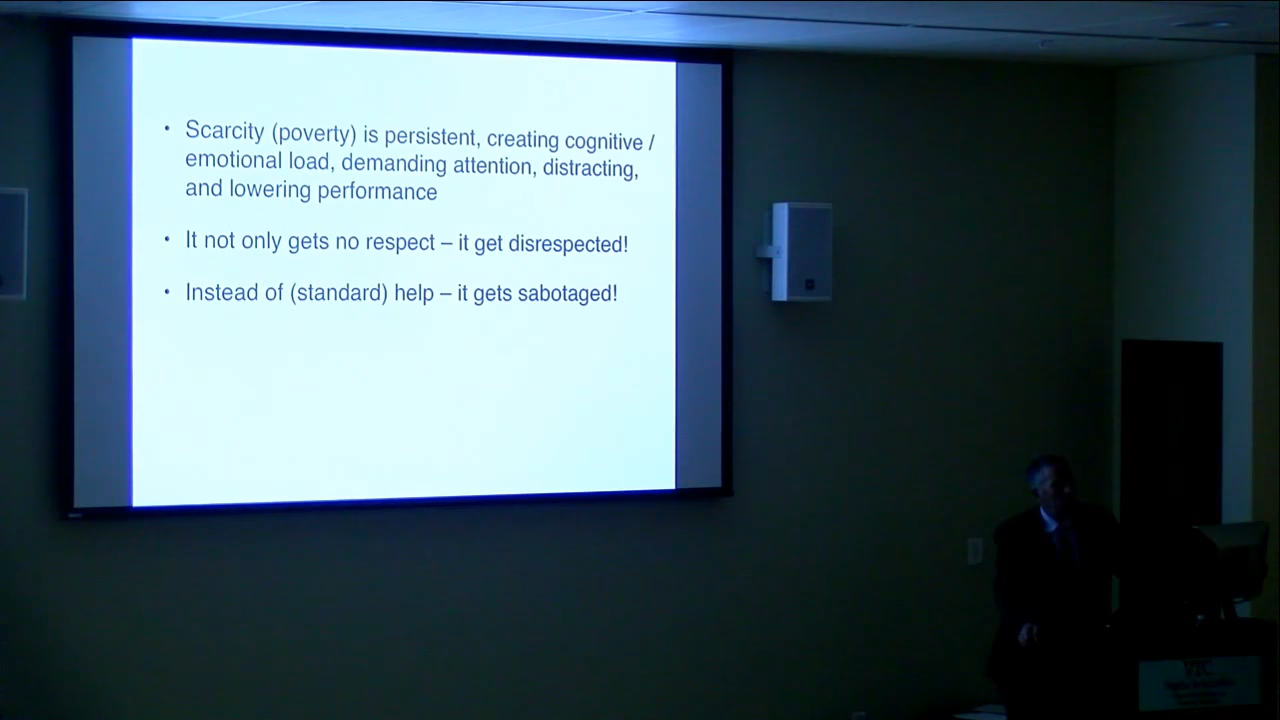 • Scarcity (poverty) is persistent, creating cognitive /
emotional load, demanding attention, distracting,
and lowering performance
• It not only gets no respect – it get disrespected!
• Instead of (standard) help – it gets sabotaged!